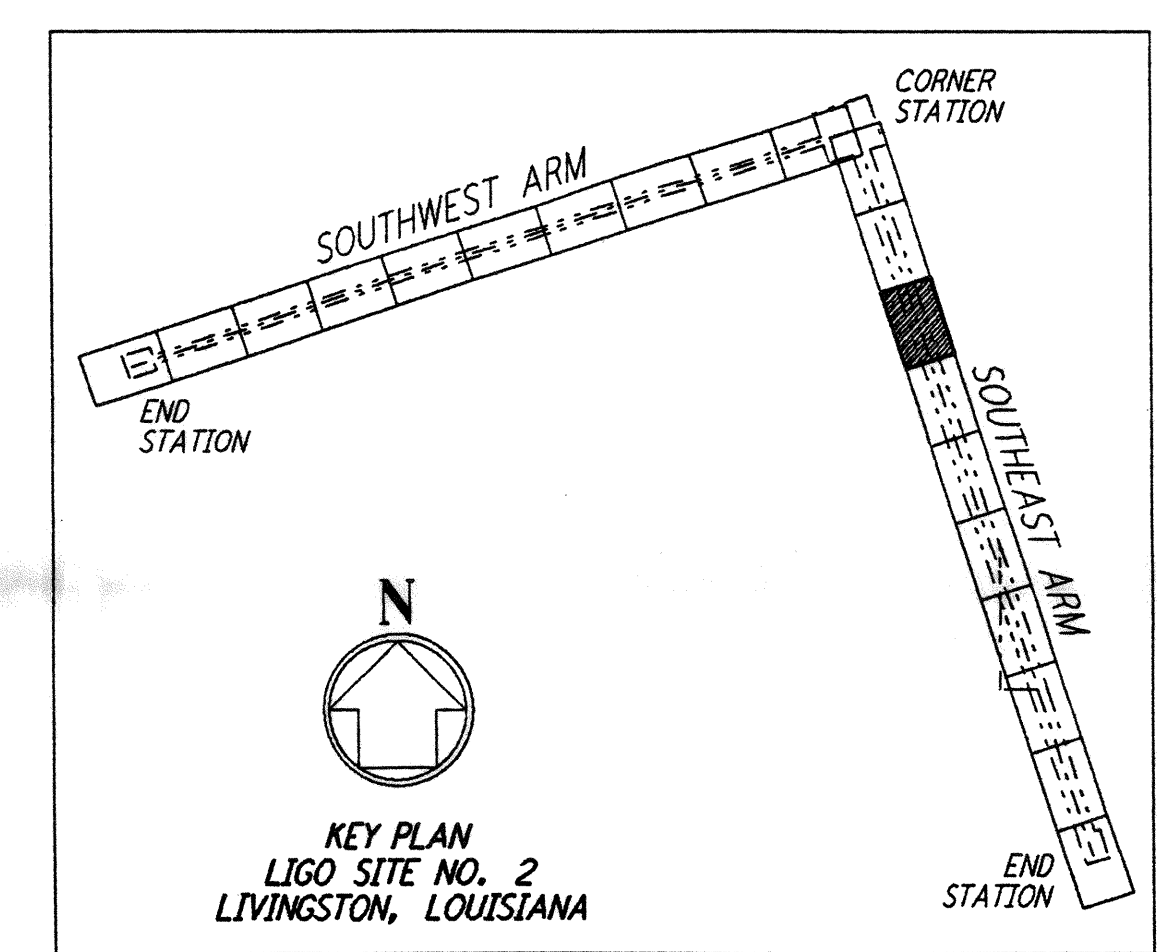 CORNER
STATION
SOUTHWEST ARM
END
STATION
SOUTHEAST ARM
N
KEY PLAN
LIGO SITE NO. 2
LIVINGSTON, LOUISIANA
END
STATION